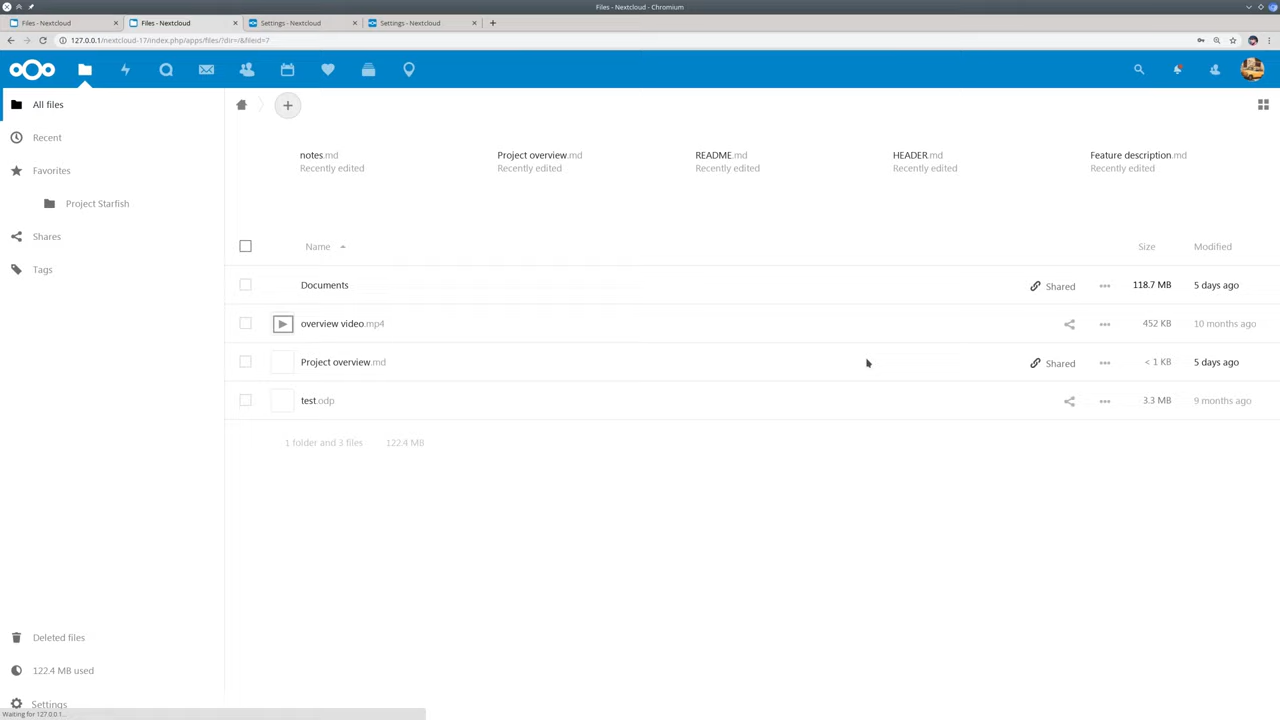 Files - Nextcloud - Chromium
Files - Nextcloud
Files - Nextcloud
Settings - Nextcloud
Settings - Nextcloud
127.0.0.1/nextcloud-17/index.php/apps/files/?dir=/&fileid=7
All files
Recent
Favorites
Project Starfish
Shares
Tags
notes.md
Recently edited
Project overview.md
Recently edited
README.md
Recently edited
HEADER.md
Recently edited
Feature description.md
Recently edited
Name Size Modified
Documents Shared 118.7 MB 5 days ago
overview video.mp4 452 KB 10 months ago
Project overview.md Shared < 1 KB 5 days ago
test.odp 3.3 MB 9 months ago
1 folder and 3 files 122.4 MB
Deleted files
122.4 MB used
Settings
Waiting for 127.0.0.1...